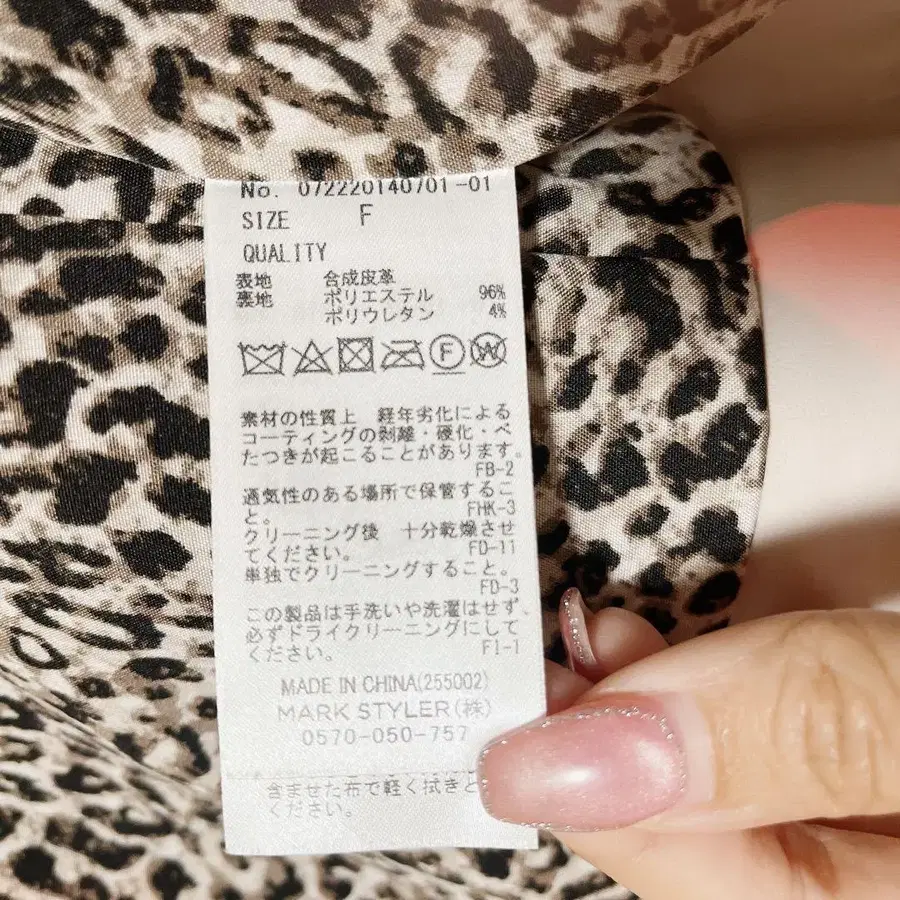 No. 072220140701-01
SIZE F
QUALITY
表地 合成皮革
裏地 ポリエステル 96%
ポリウレタン 4%
F W
素材の性質上 経年劣化による
コーティングの剥離・硬化・べ
たつきが起こることがあります。
FB-2
通気性のある場所で保管するこ
と。 FHK-3
クリーニング後 十分乾燥させ
てください。 FD-11
単独でクリーニングすること。
FD-3
この製品は手洗いや洗濯はせず、
必ずドライクリーニングにして
ください。 FI-1
MADE IN CHINA(255002)
MARK STYLER(株)
0570-050-757
含ませた布で軽く拭きと
ください。